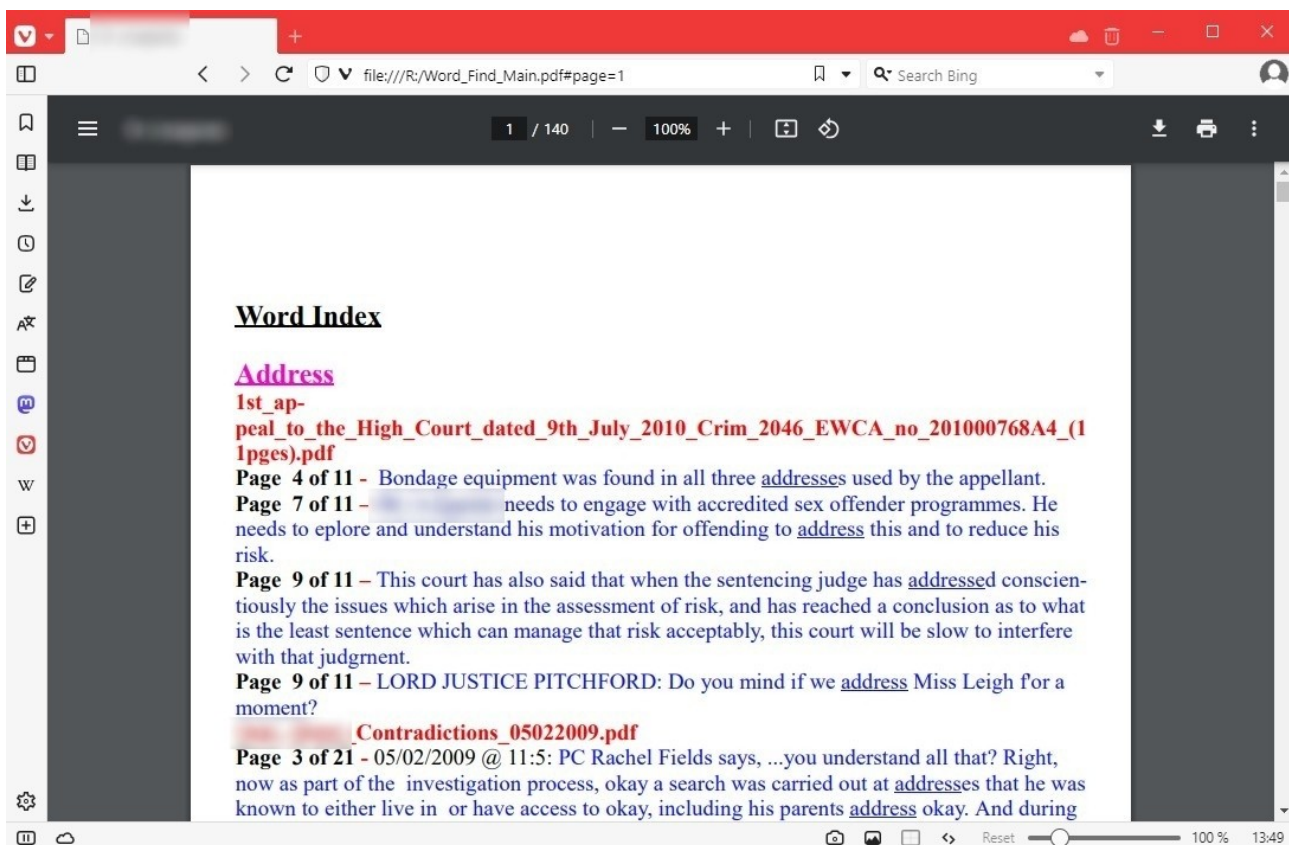 file:///R:/Word_Find_Main.pdf#page=1
Search Bing
1 / 140
100%
Word Index
Address
1st_ap-
peal_to_the_High_Court_dated_9th_July_2010_Crim_2046_EWCA_no_201000768A4_(1
1pges).pdf
Page 4 of 11 - Bondage equipment was found in all three addresses used by the appellant.
Page 7 of 11 – needs to engage with accredited sex offender programmes. He
needs to eplore and understand his motivation for offending to address this and to reduce his
risk.
Page 9 of 11 – This court has also said that when the sentencing judge has addressed conscien-
tiously the issues which arise in the assessment of risk, and has reached a conclusion as to what
is the least sentence which can manage that risk acceptably, this court will be slow to interfere
with that judgrnent.
Page 9 of 11 – LORD JUSTICE PITCHFORD: Do you mind if we address Miss Leigh f'or a
moment?
_Contradictions_05022009.pdf
Page 3 of 21 - 05/02/2009 @ 11:5: PC Rachel Fields says, ...you understand all that? Right,
now as part of the investigation process, okay a search was carried out at addresses that he was
known to either live in or have access to okay, including his parents address okay. And during
W
Reset
100 %
13:49